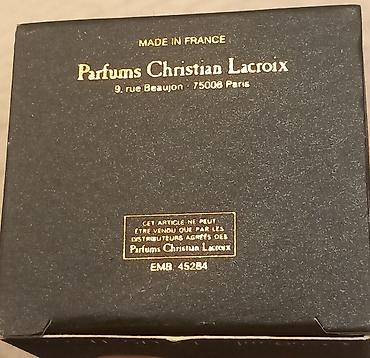 MADE IN FRANCE
Parfums Christian Lacroix
9, rue Beaujon - 75008 Paris
CET ARTICLE NE PEUT
ÊTRE VENDU QUE PAR LES
DISTRIBUTEURS AGRÉÉS DES
Parfums Christian Lacroix
EMB 45284